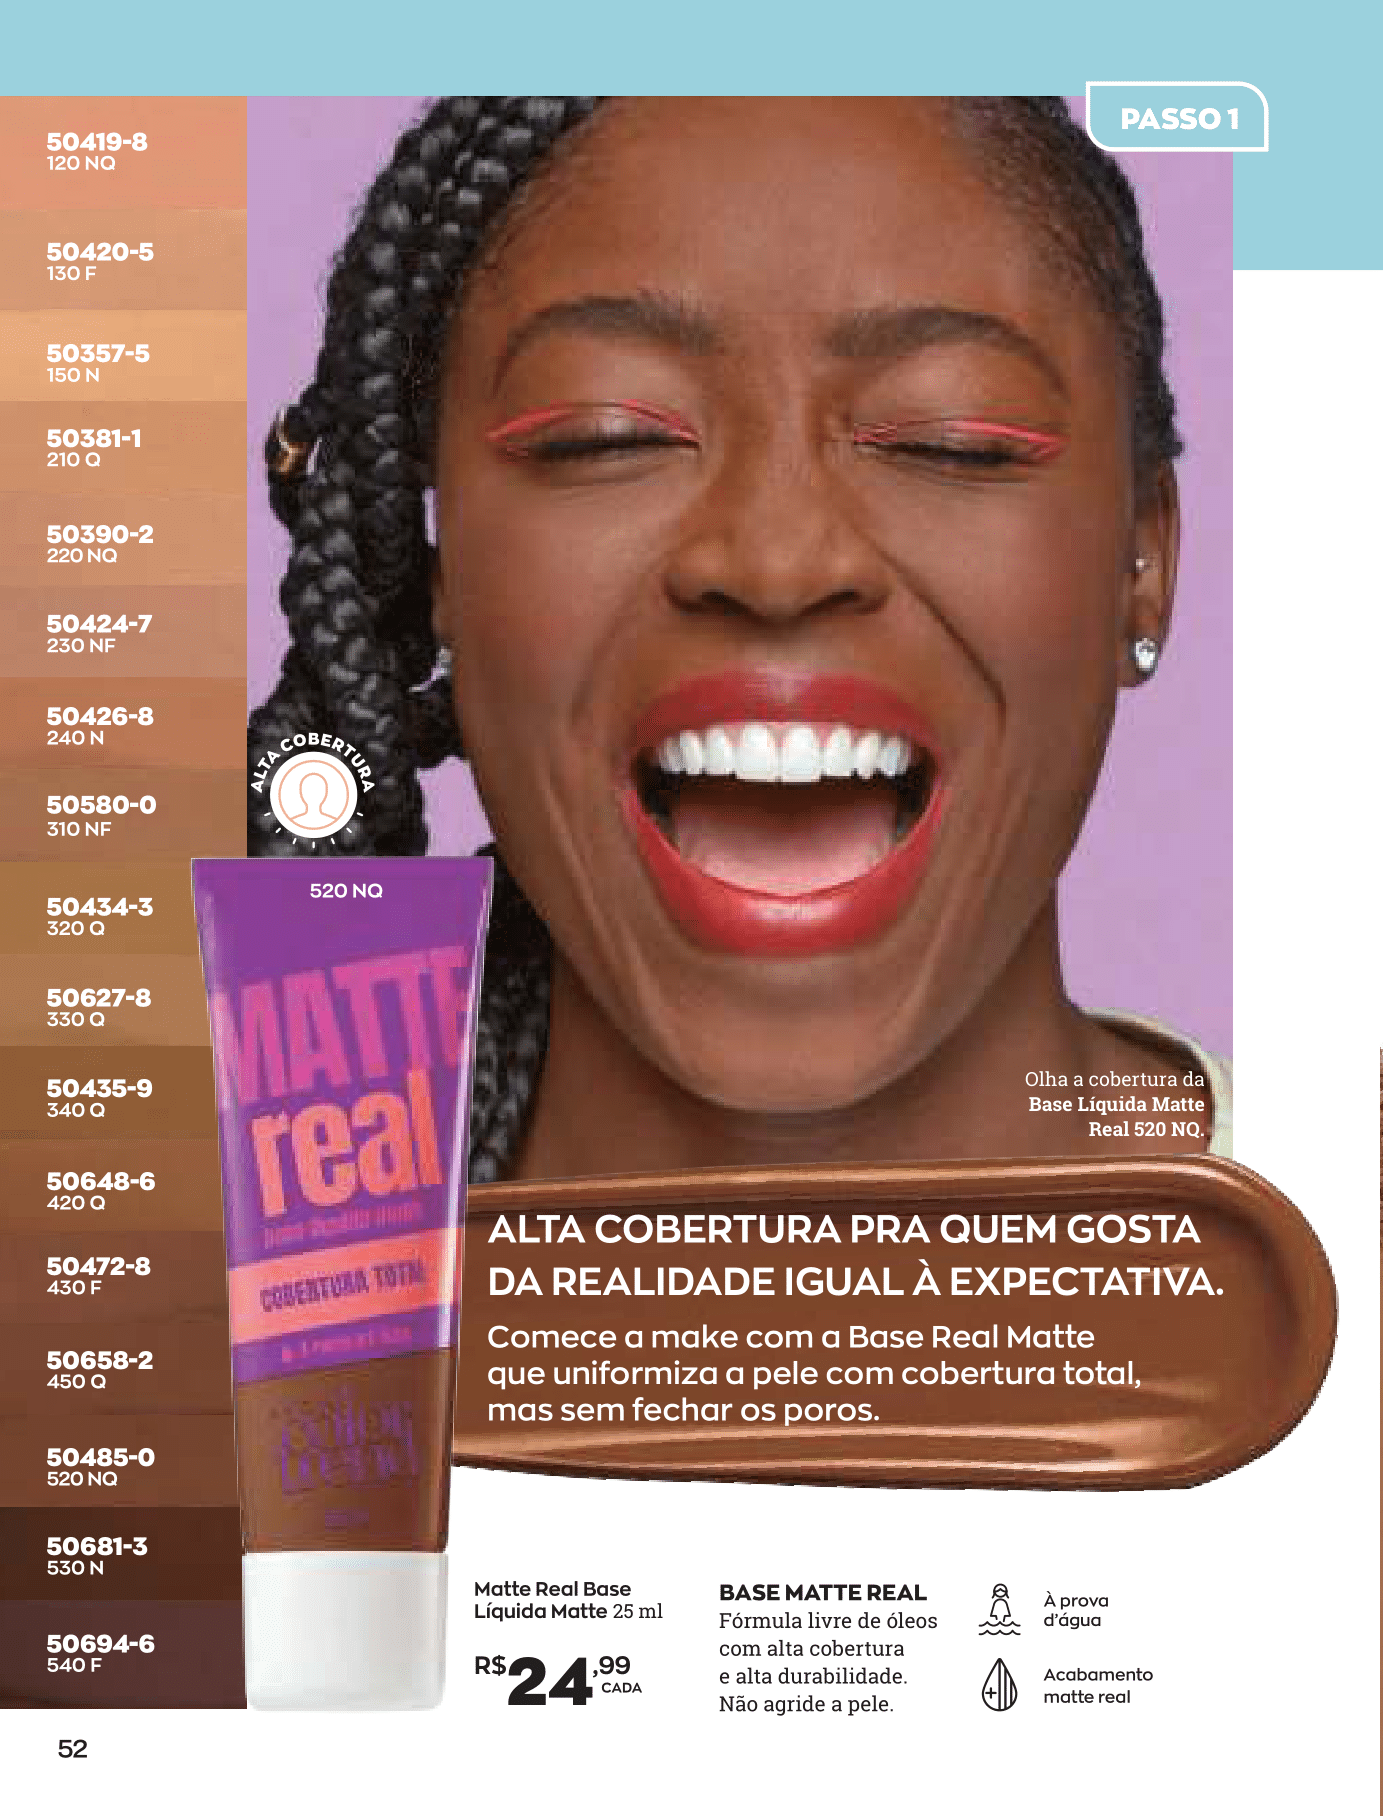 PASSO 1
50419-8
120 NQ
50420-5
130 F
50357-5
150 N
50381-1
210 Q
50390-2
220 NQ
50424-7
230 NF
50426-8
240 N
50580-0
310 NF
50434-3
320 Q
50627-8
330 Q
50435-9
340 Q
50648-6
420 Q
50472-8
430 F
50658-2
450 Q
50485-0
520 NQ
50681-3
530 N
50694-6
540 F
ALTA COBERTURA
520 NQ
MATTE
real
COBERTURA TOTAL
Olha a cobertura da
Base Líquida Matte
Real 520 NQ.
ALTA COBERTURA PRA QUEM GOSTA
DA REALIDADE IGUAL À EXPECTATIVA.
Comece a make com a Base Real Matte
que uniformiza a pele com cobertura total,
mas sem fechar os poros.
Matte Real Base
Líquida Matte 25 ml
R$24,99
CADA
BASE MATTE REAL
Fórmula livre de óleos
com alta cobertura
e alta durabilidade.
Não agride a pele.
À prova
d'água
Acabamento
matte real
52